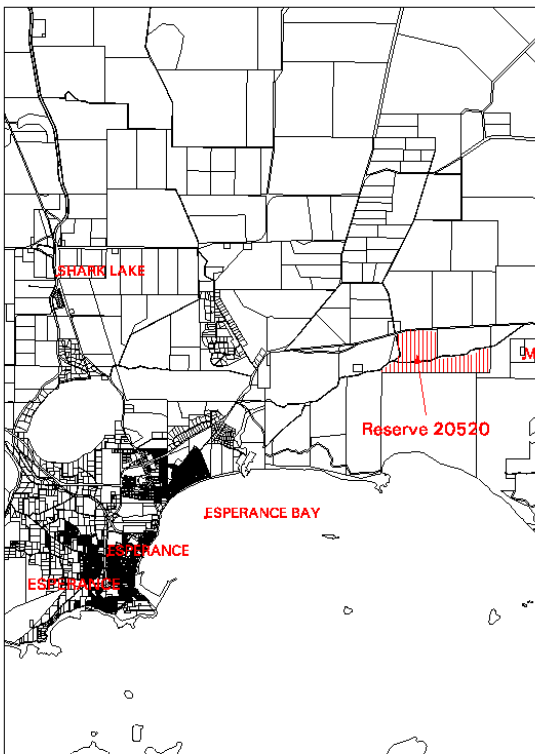 SHARK LAKE
M
Reserve 20520
ESPERANCE BAY
ESPERANCE
ESPERANCE